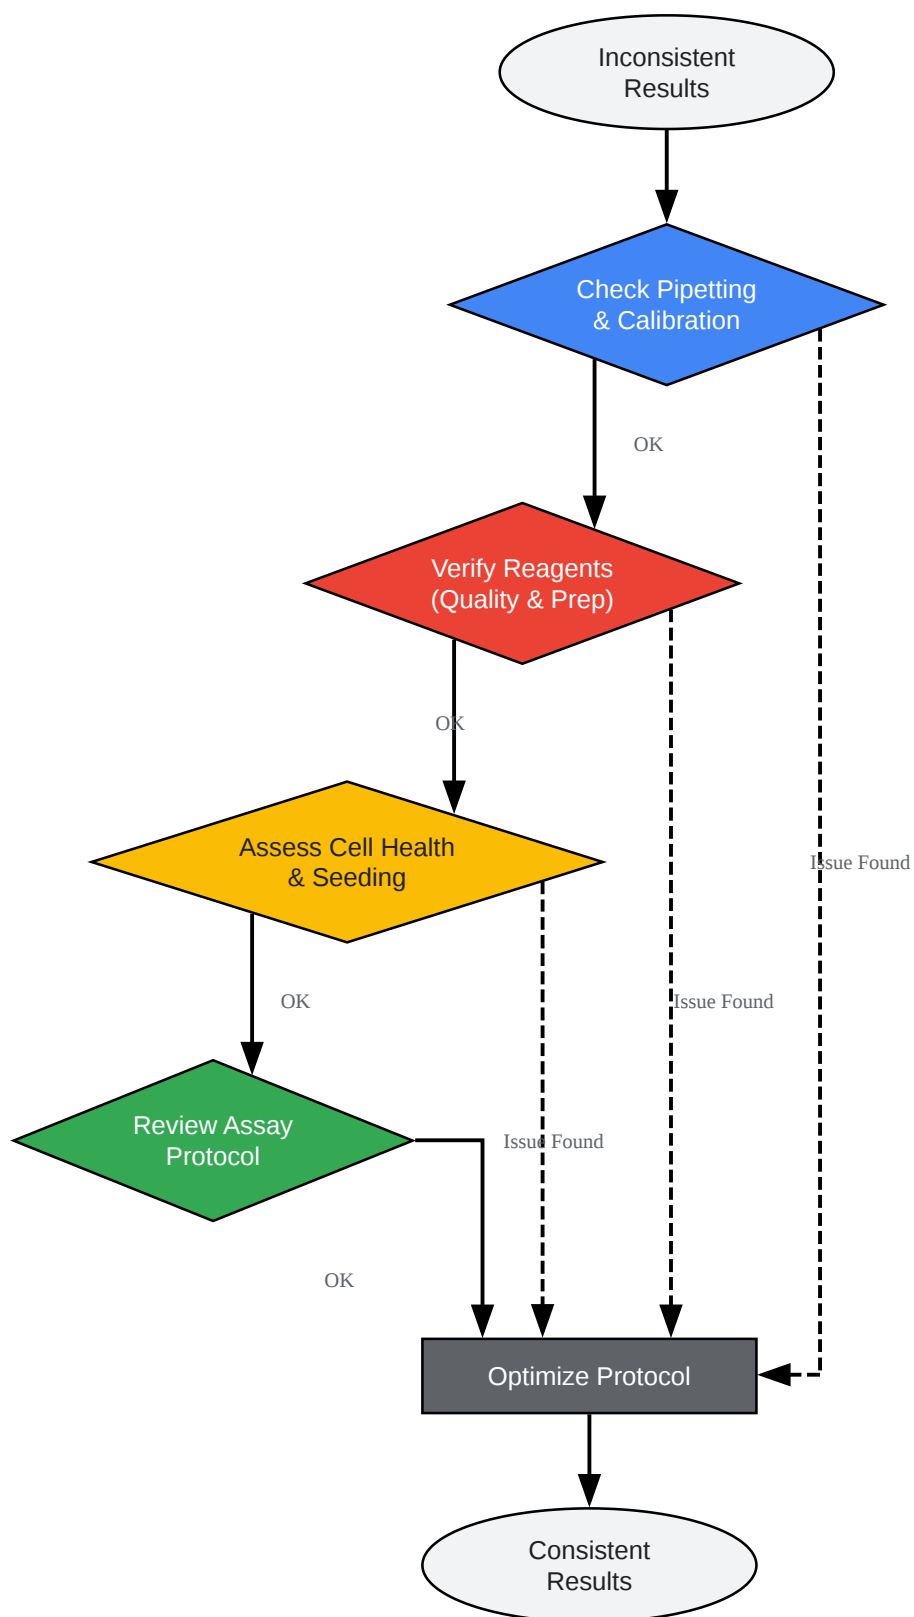 Inconsistent
Results
Check Pipetting
& Calibration
OK
Verify Reagents
(Quality & Prep)
OK
Assess Cell Health
& Seeding
Issue Found
OK
Issue Found
Review Assay
Protocol
Issue Found
OK
Optimize Protocol
Consistent
Results